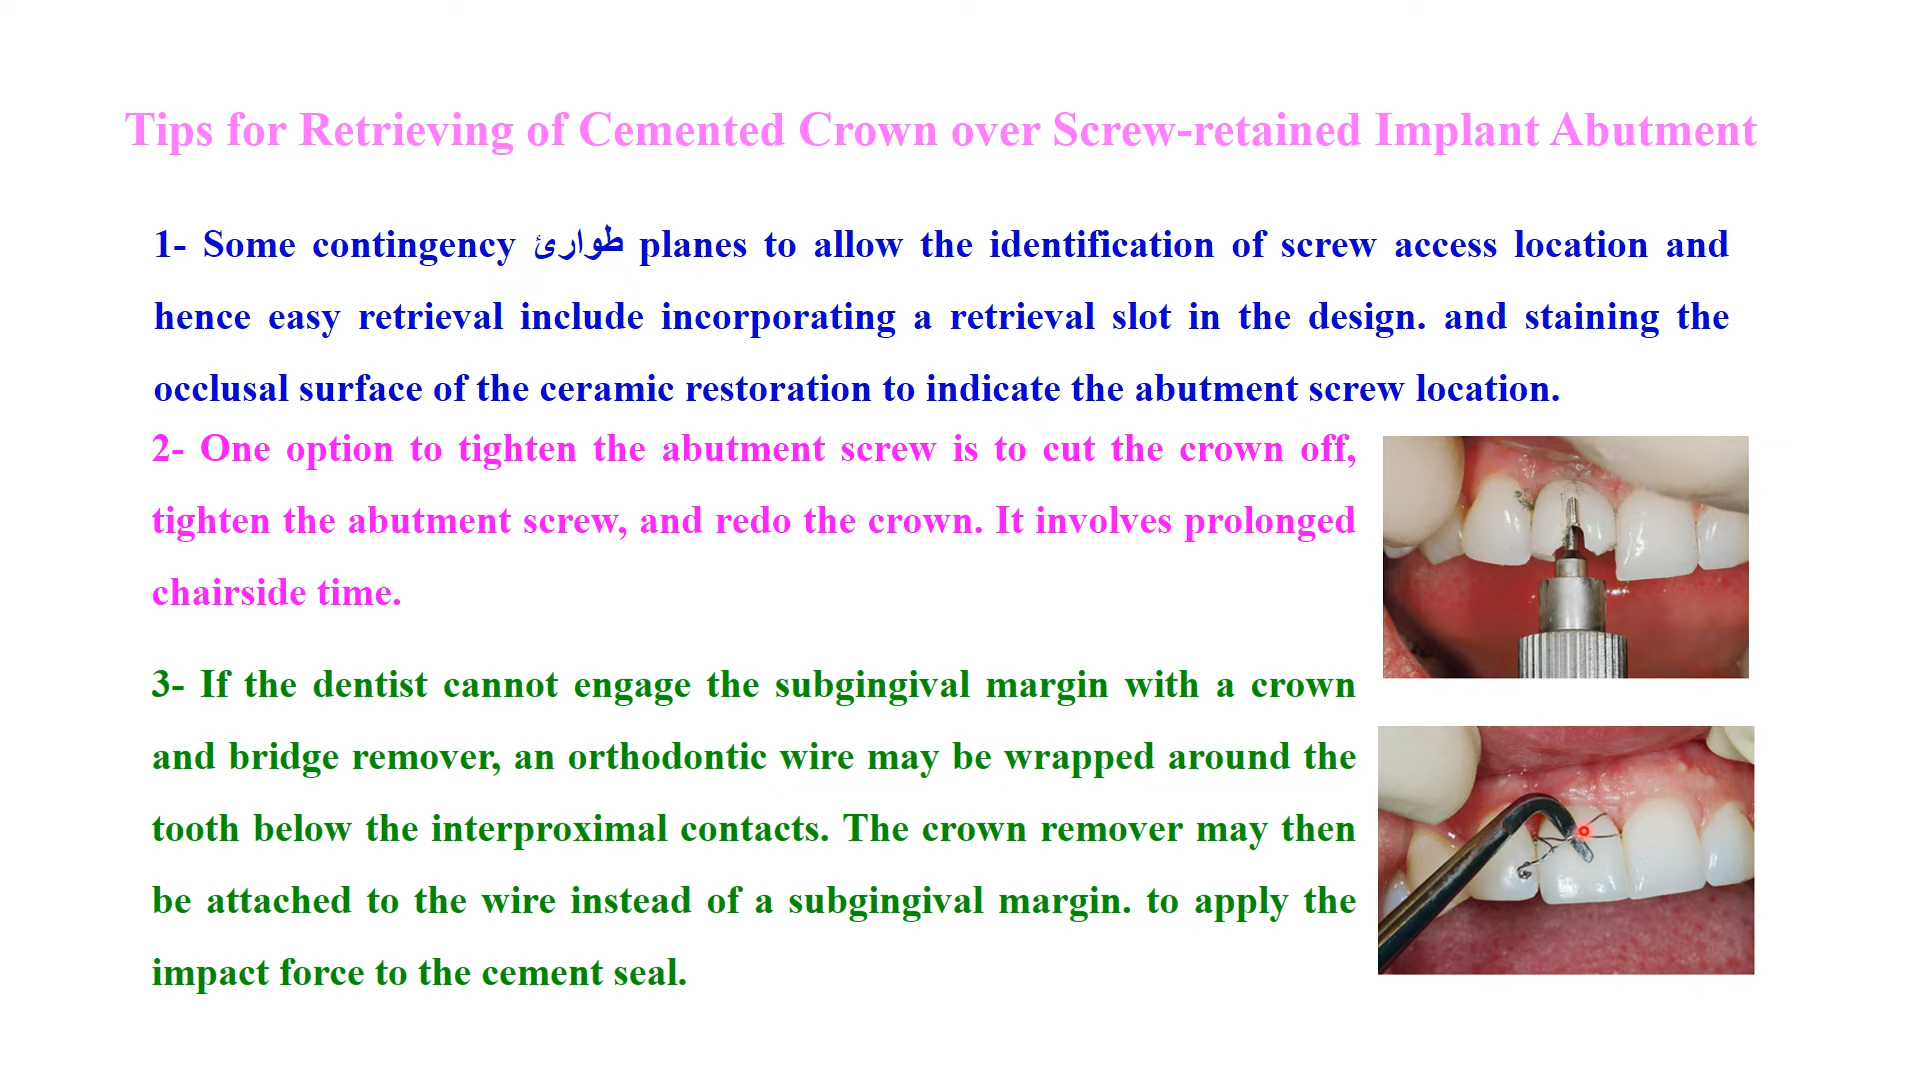 Tips for Retrieving of Cemented Crown over Screw-retained Implant Abutment
1- Some contingency طوارئ planes to allow the identification of screw access location and
hence easy retrieval include incorporating a retrieval slot in the design. and staining the
occlusal surface of the ceramic restoration to indicate the abutment screw location.
2- One option to tighten the abutment screw is to cut the crown off,
tighten the abutment screw, and redo the crown. It involves prolonged
chairside time.
3- If the dentist cannot engage the subgingival margin with a crown
and bridge remover, an orthodontic wire may be wrapped around the
tooth below the interproximal contacts. The crown remover may then
be attached to the wire instead of a subgingival margin. to apply the
impact force to the cement seal.